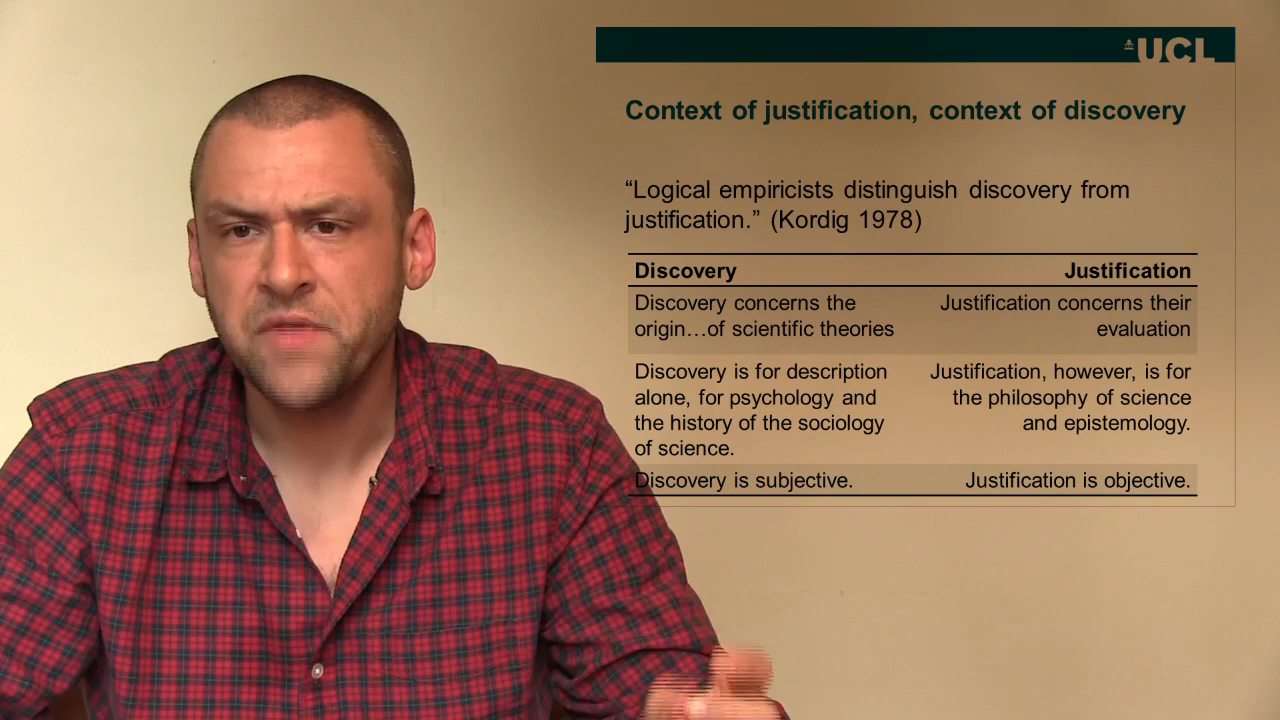 UCL
Context of justification, context of discovery
“Logical empiricists distinguish discovery from
justification.” (Kordig 1978)
Discovery Justification
Discovery concerns the Justification concerns their
origin…of scientific theories evaluation
Discovery is for description Justification, however, is for
alone, for psychology and the philosophy of science
the history of the sociology and epistemology.
of science.
Discovery is subjective. Justification is objective.